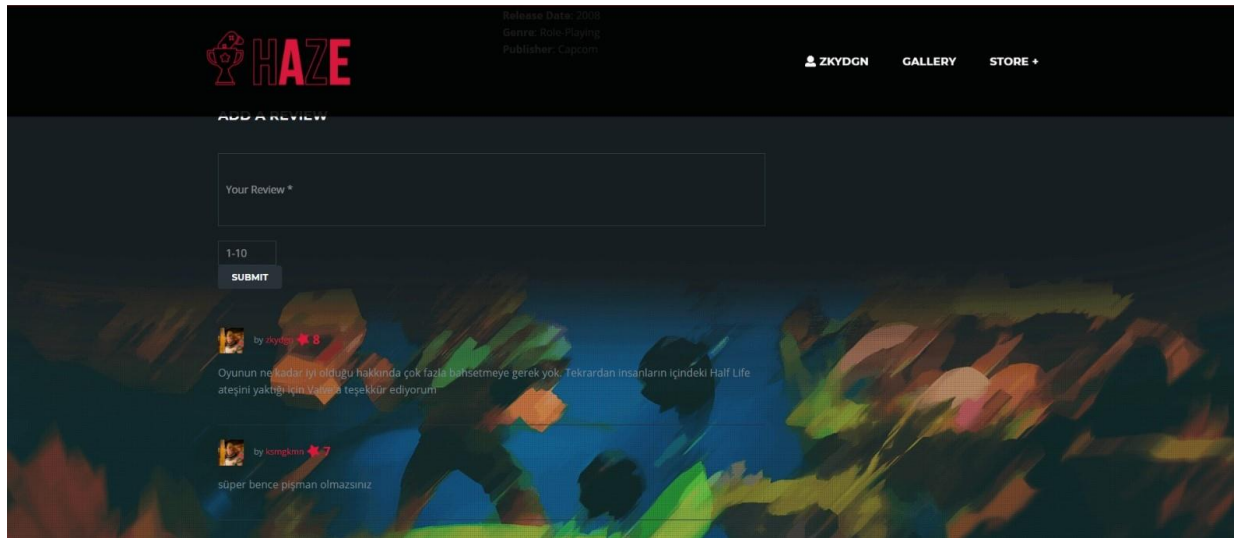 Release Date: 2008
Genre: Role-Playing
Publisher: Capcom
HAZE
ZKYDGN GALLERY STORE +
ADD A REVIEW
Your Review *
1-10
SUBMIT
by zkydgn 8
Oyunun ne kadar iyi olduğu hakkında çok fazla bahsetmeye gerek yok. Tekrardan insanların içindeki Half Life
ateşini yaktığı için Valve'a teşekkür ediyorum
by ksmgkmn 7
süper bence pişman olmazsınız